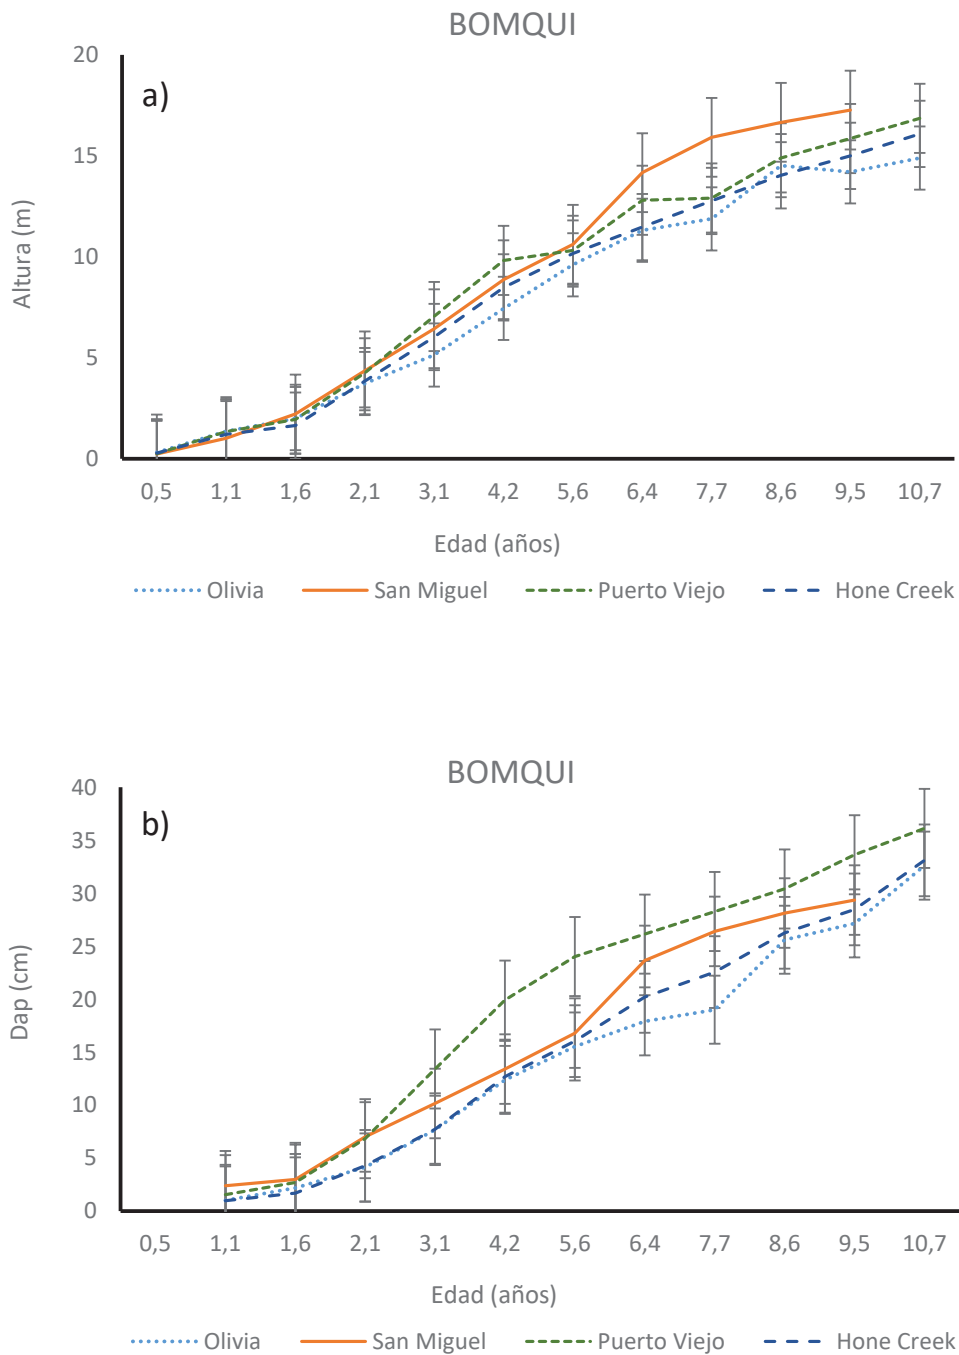 BOMQUI
a)
20
15
10
5
0
Altura (m)
0,5 1,1 1,6 2,1 3,1 4,2 5,6 6,4 7,7 8,6 9,5 10,7
Edad (años)
Olivia San Miguel Puerto Viejo Hone Creek
BOMQUI
b)
40
35
30
25
20
15
10
5
0
Dap (cm)
0,5 1,1 1,6 2,1 3,1 4,2 5,6 6,4 7,7 8,6 9,5 10,7
Edad (años)
Olivia San Miguel Puerto Viejo Hone Creek